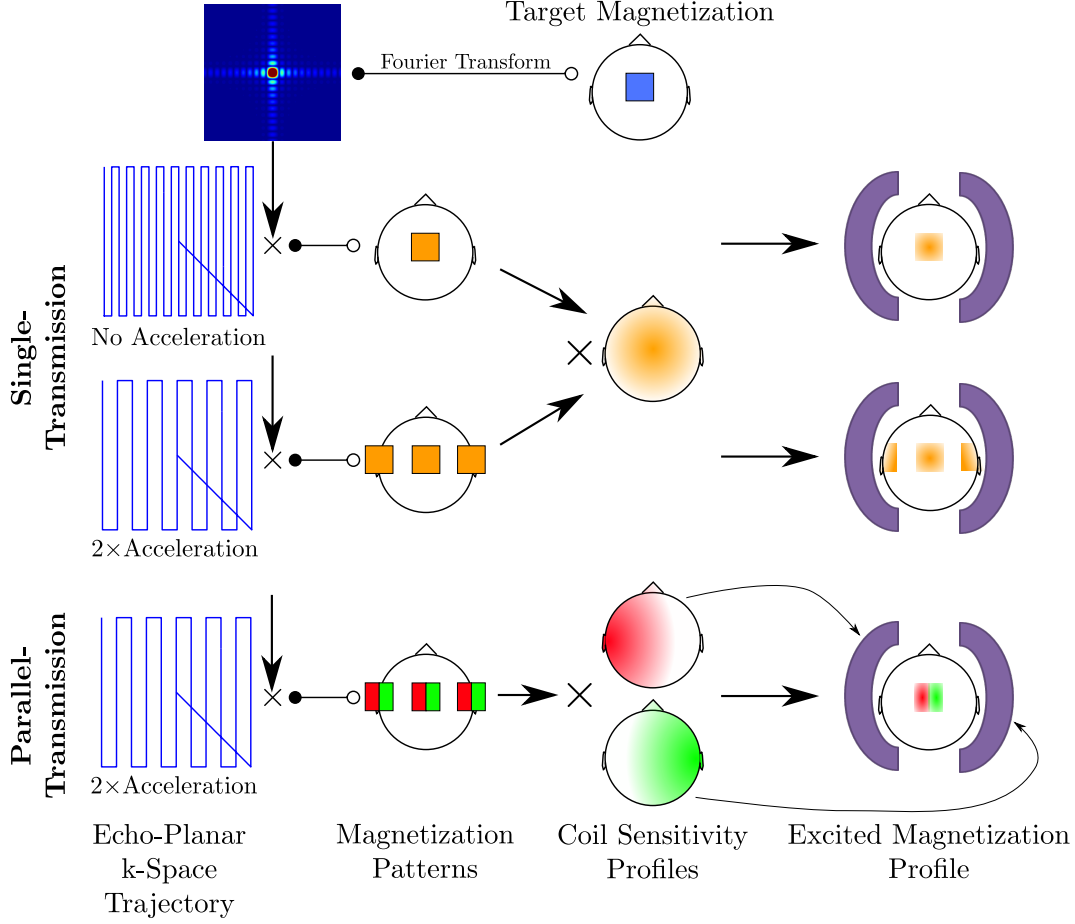 Target Magnetization
Fourier Transform
Single-
Transmission
No Acceleration
2×Acceleration
Parallel-
Transmission
2×Acceleration
Echo-Planar
k-Space
Trajectory
Magnetization
Patterns
Coil Sensitivity
Profiles
Excited Magnetization
Profile